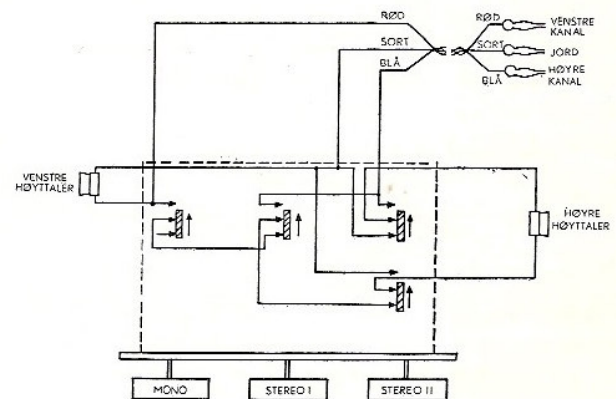 RØD
SORT
BLÅ
RØD
SORT
BLÅ
VENSTRE
KANAL
JORD
HØYRE
KANAL
VENSTRE
HØYTTALER
HØYRE
HØYTTALER
MONO
STEREO I
STEREO II